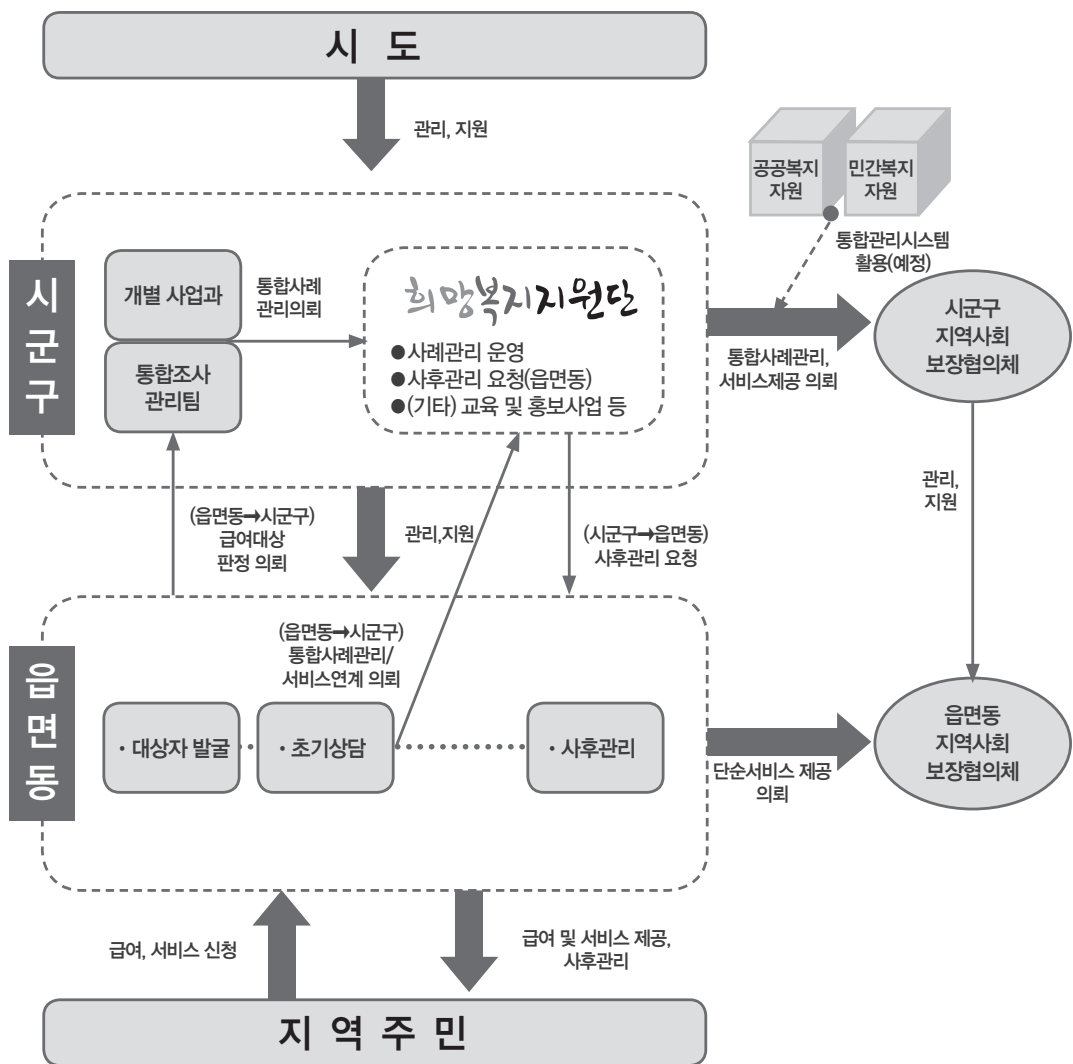 시 도
관리, 지원
공공복지
자원
민간복지
자원
통합관리시스템
활용(예정)
시
군
구
개별 사업과
통합조사
관리팀
통합사례
관리의뢰
희망복지지원단
●사례관리 운영
●사후관리 요청(읍면동)
●(기타) 교육 및 홍보사업 등
통합사례관리,
서비스제공 의뢰
시군구
지역사회
보장협의체
(읍면동→시군구)
급여대상
판정 의뢰
관리,지원
(시군구→읍면동)
사후관리 요청
관리,
지원
읍
면
동
(읍면동→시군구)
통합사례관리/
서비스연계 의뢰
· 대상자 발굴
· 초기상담
· 사후관리
단순서비스 제공
의뢰
읍면동
지역사회
보장협의체
급여, 서비스 신청
급여 및 서비스 제공,
사후관리
지 역 주 민